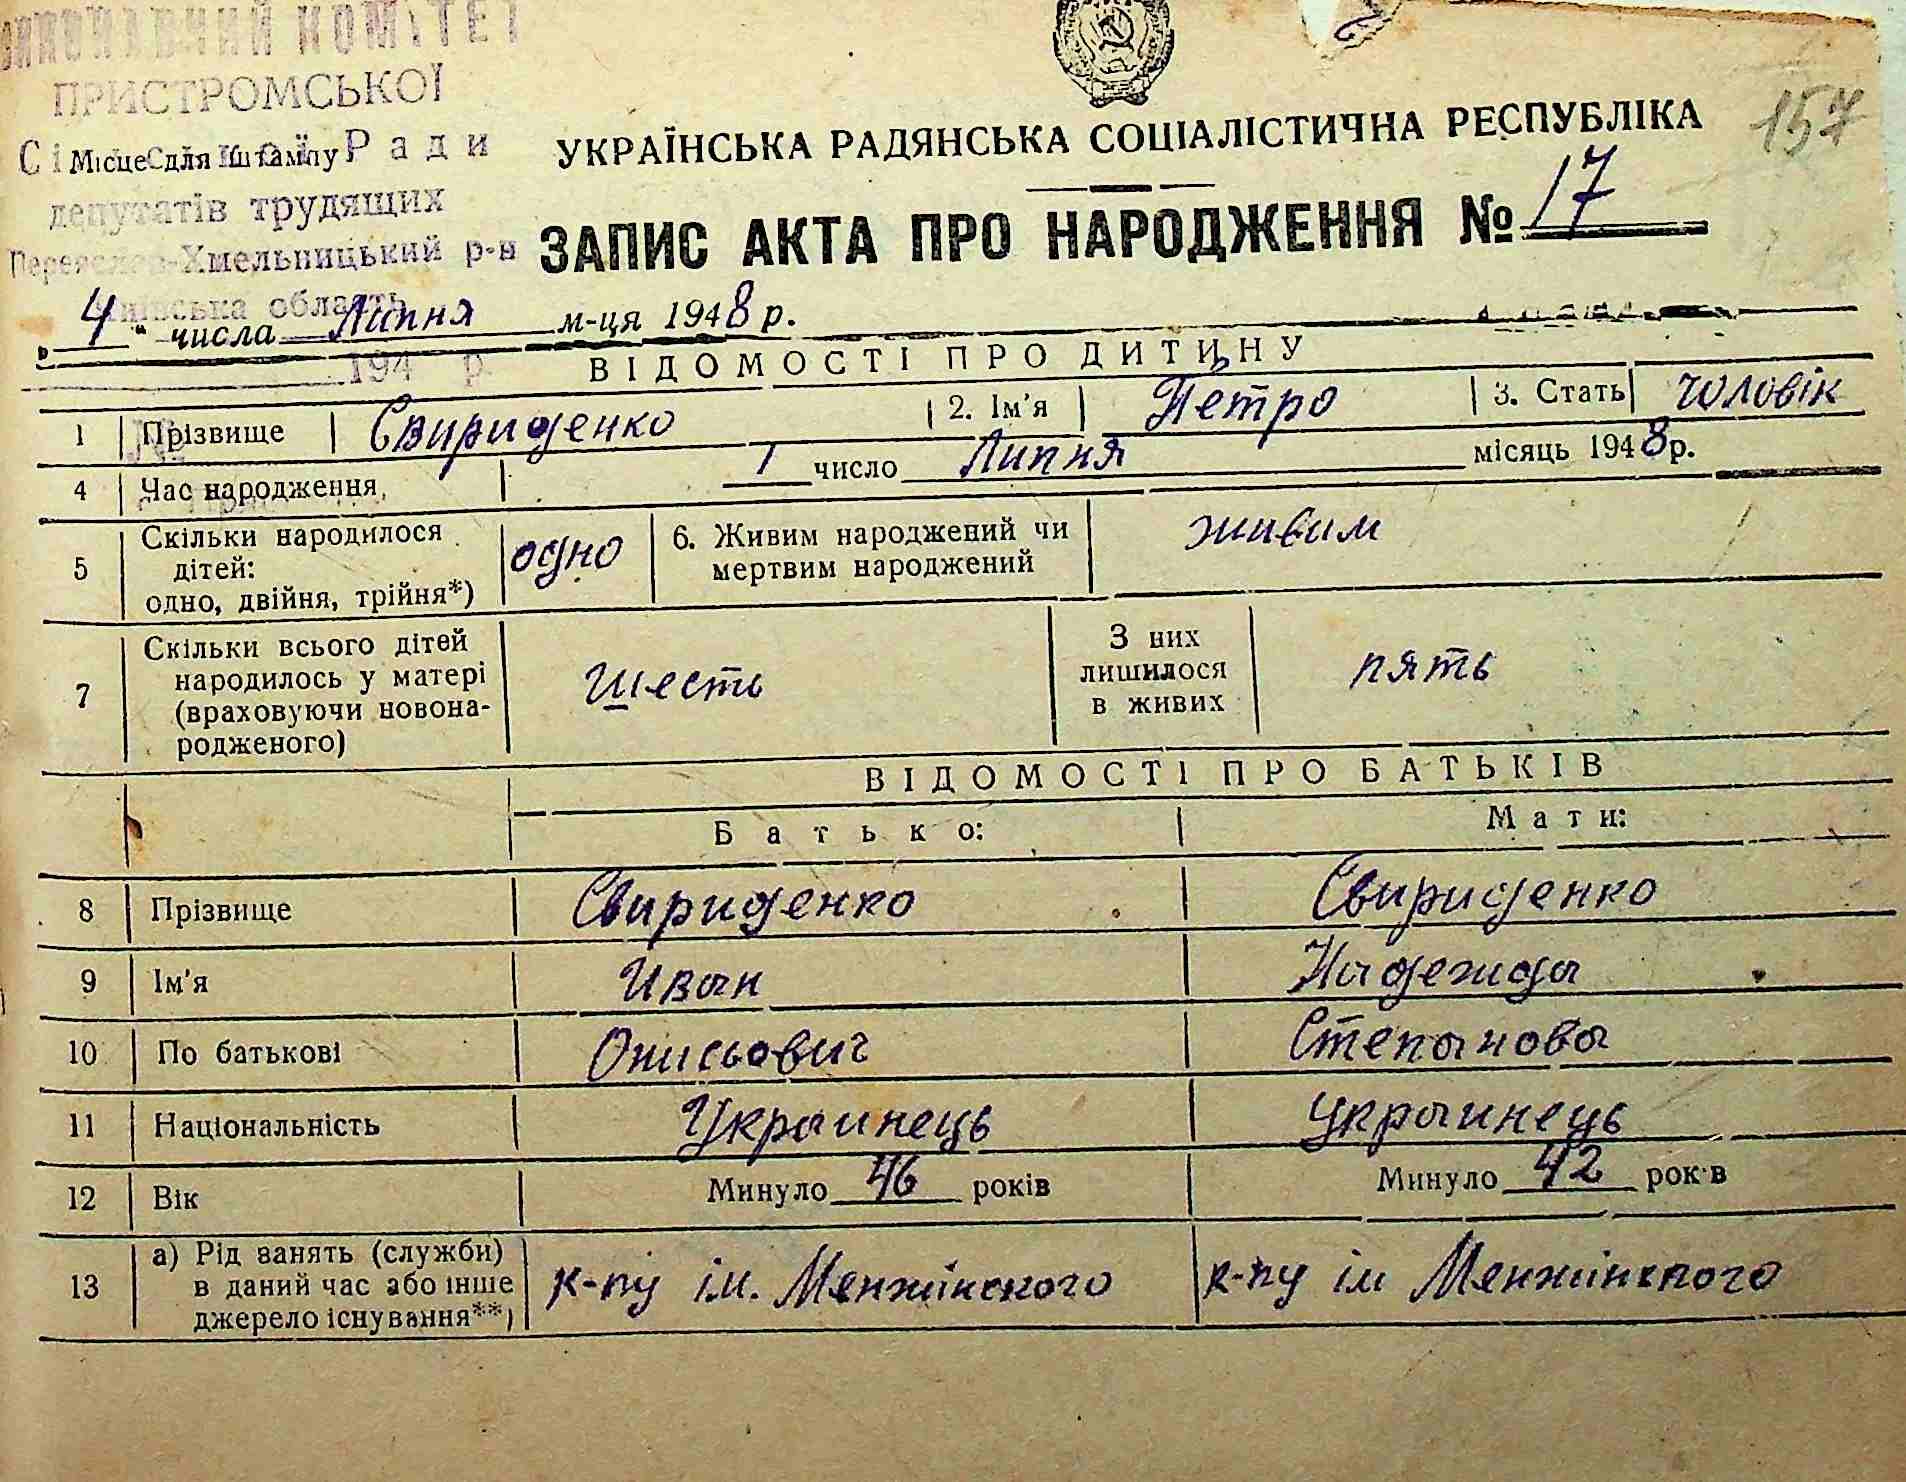 ВИКОНАВЧИЙ КОМІТЕТ
ПРИСТРОМСЬКОЇ
Сільської Ради
Місце для штампу
депутатів трудящих
Переяслав-Хмельницький р-н
Київська область
194 р.
157
УКРАЇНСЬКА РАДЯНСЬКА СОЦІАЛІСТИЧНА РЕСПУБЛІКА
ЗАПИС АКТА ПРО НАРОДЖЕННЯ № 17
„ 4 " числа Липня м-ця 1948 р.
ВІДОМОСТІ ПРО ДИТИНУ
1 Прізвище Свириденко 2. Ім'я Петро 3. Стать чоловік
4 Час народження 1 число Липня місяць 1948 р.
5 Скільки народилося дітей: одно, двійня, трійня*) одно 6. Живим народжений чи мертвим народжений живим
7 Скільки всього дітей народилось у матері (враховуючи новонародженого) шесть З них лишилося в живих пять
ВІДОМОСТІ ПРО БАТЬКІВ
Батько: Мати:
8 Прізвище Свириденко Свириденко
9 Ім'я Иван Надежда
10 По батькові Онисьович Степанова
11 Національність Украинець украинець
12 Вік Минуло 46 років Минуло 42 років
13 а) Рід занять (служби) в даний час або інше джерело існування**) к-пу ім. Менжінского к-пу ім Менжінского